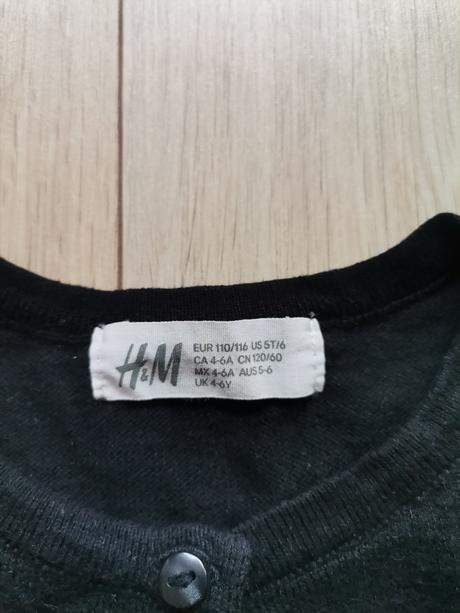 H&M
EUR 110/116 US 5T/6
CA 4-6A CN 120/60
MX 4-6A AUS 5-6
UK 4-6Y